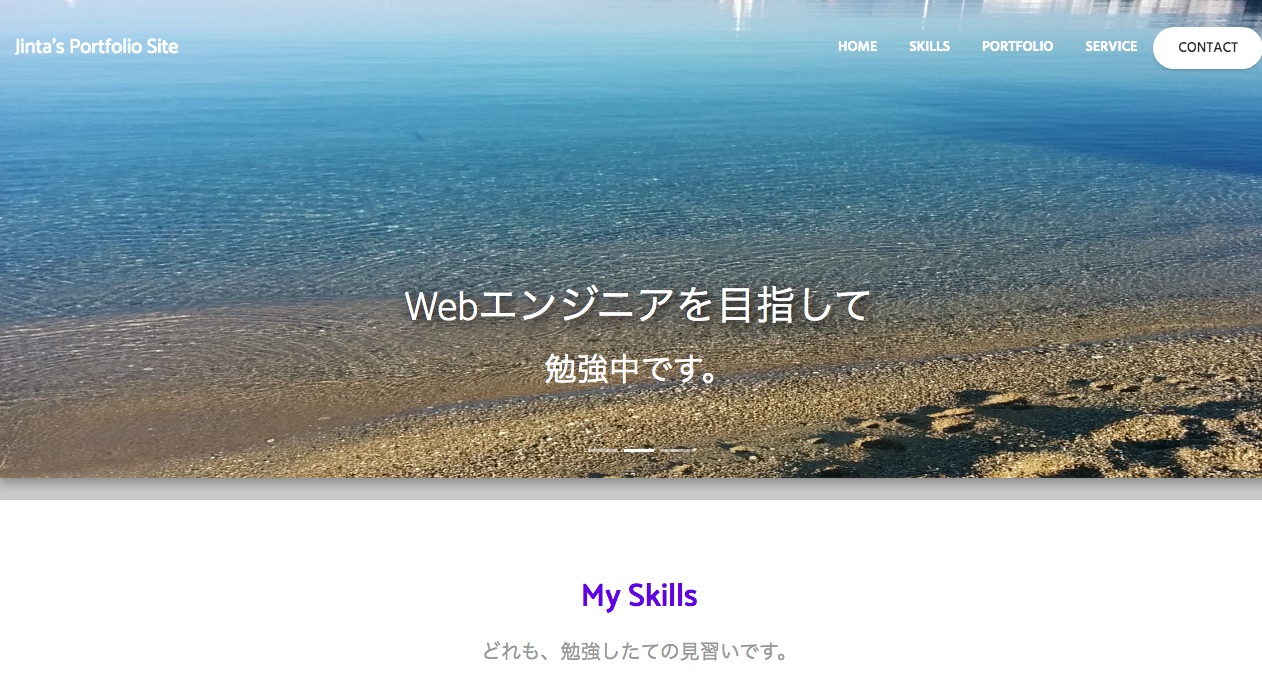 Jinta's Portfolio Site
HOME SKILLS PORTFOLIO SERVICE CONTACT
Webエンジニアを目指して
勉強中です。
My Skills
どれも、勉強したての見習いです。